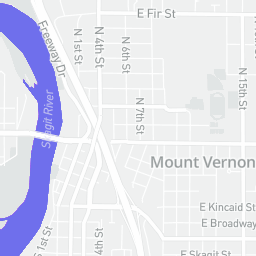 E Fir St
Freeway Dr
N 1st St
N 4th St
N 6th St
N 7th St
N 15th St
Skagit River
Mount Vernon
E Kincaid St
E Broadway
S 1st St
4th St
E Skagit St